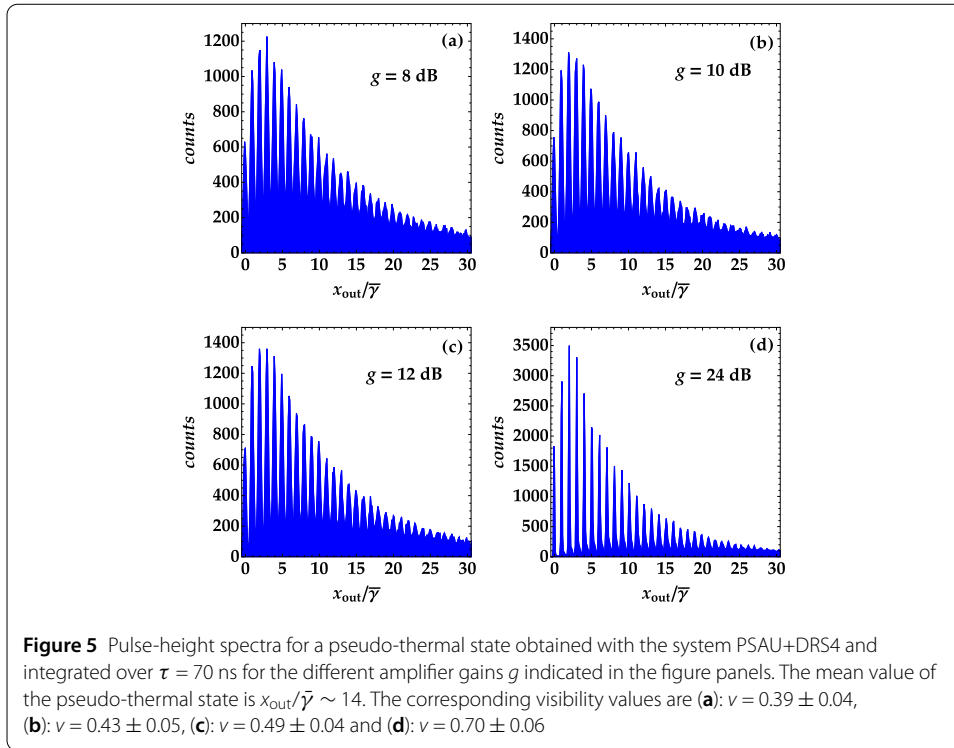 (a)
g = 8 dB
counts
1200
1000
800
600
400
200
0
0 5 10 15 20 25 30
x_out/γ̅
(b)
g = 10 dB
counts
1400
1200
1000
800
600
400
200
0
0 5 10 15 20 25 30
x_out/γ̅
(c)
g = 12 dB
counts
1400
1200
1000
800
600
400
200
0
0 5 10 15 20 25 30
x_out/γ̅
(d)
g = 24 dB
counts
3500
3000
2500
2000
1500
1000
500
0
0 5 10 15 20 25 30
x_out/γ̅
Figure 5 Pulse-height spectra for a pseudo-thermal state obtained with the system PSAU+DRS4 and
integrated over τ = 70 ns for the different amplifier gains g indicated in the figure panels. The mean value of
the pseudo-thermal state is x_out/γ̅ ∼ 14. The corresponding visibility values are (a): v = 0.39 ± 0.04,
(b): v = 0.43 ± 0.05, (c): v = 0.49 ± 0.04 and (d): v = 0.70 ± 0.06